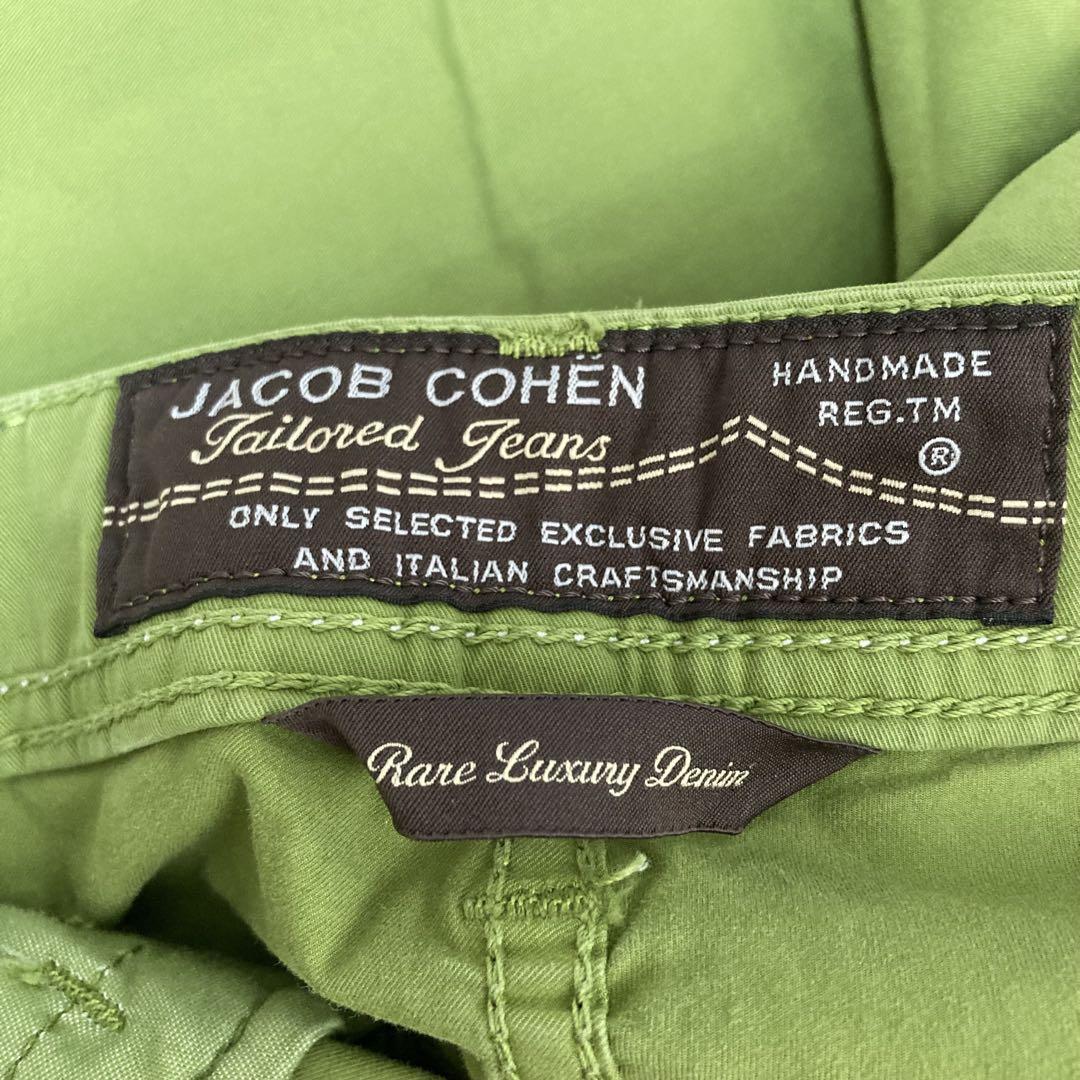 JACOB COHËN
Tailored Jeans
HANDMADE
REG.TM
®
ONLY SELECTED EXCLUSIVE FABRICS
AND ITALIAN CRAFTSMANSHIP
Rare Luxury Denim